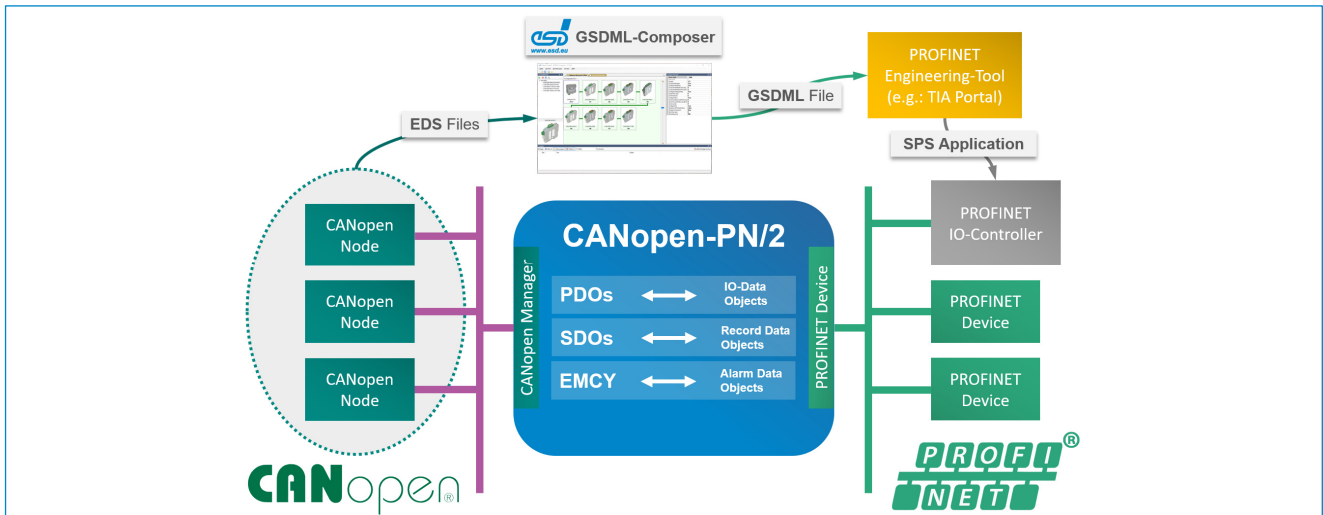 esd
www.esd.eu
GSDML-Composer
PROFINET
Engineering-Tool
(e.g.: TIA Portal)
GSDML File
EDS Files
SPS Application
CANopen
Node
CANopen
Node
CANopen
Node
CANopen Manager
CANopen-PN/2
PDOs
IO-Data
Objects
SDOs
Record Data
Objects
EMCY
Alarm Data
Objects
PROFINET Device
PROFINET
IO-Controller
PROFINET
Device
PROFINET
Device
CANopen®
PROFI®
NET